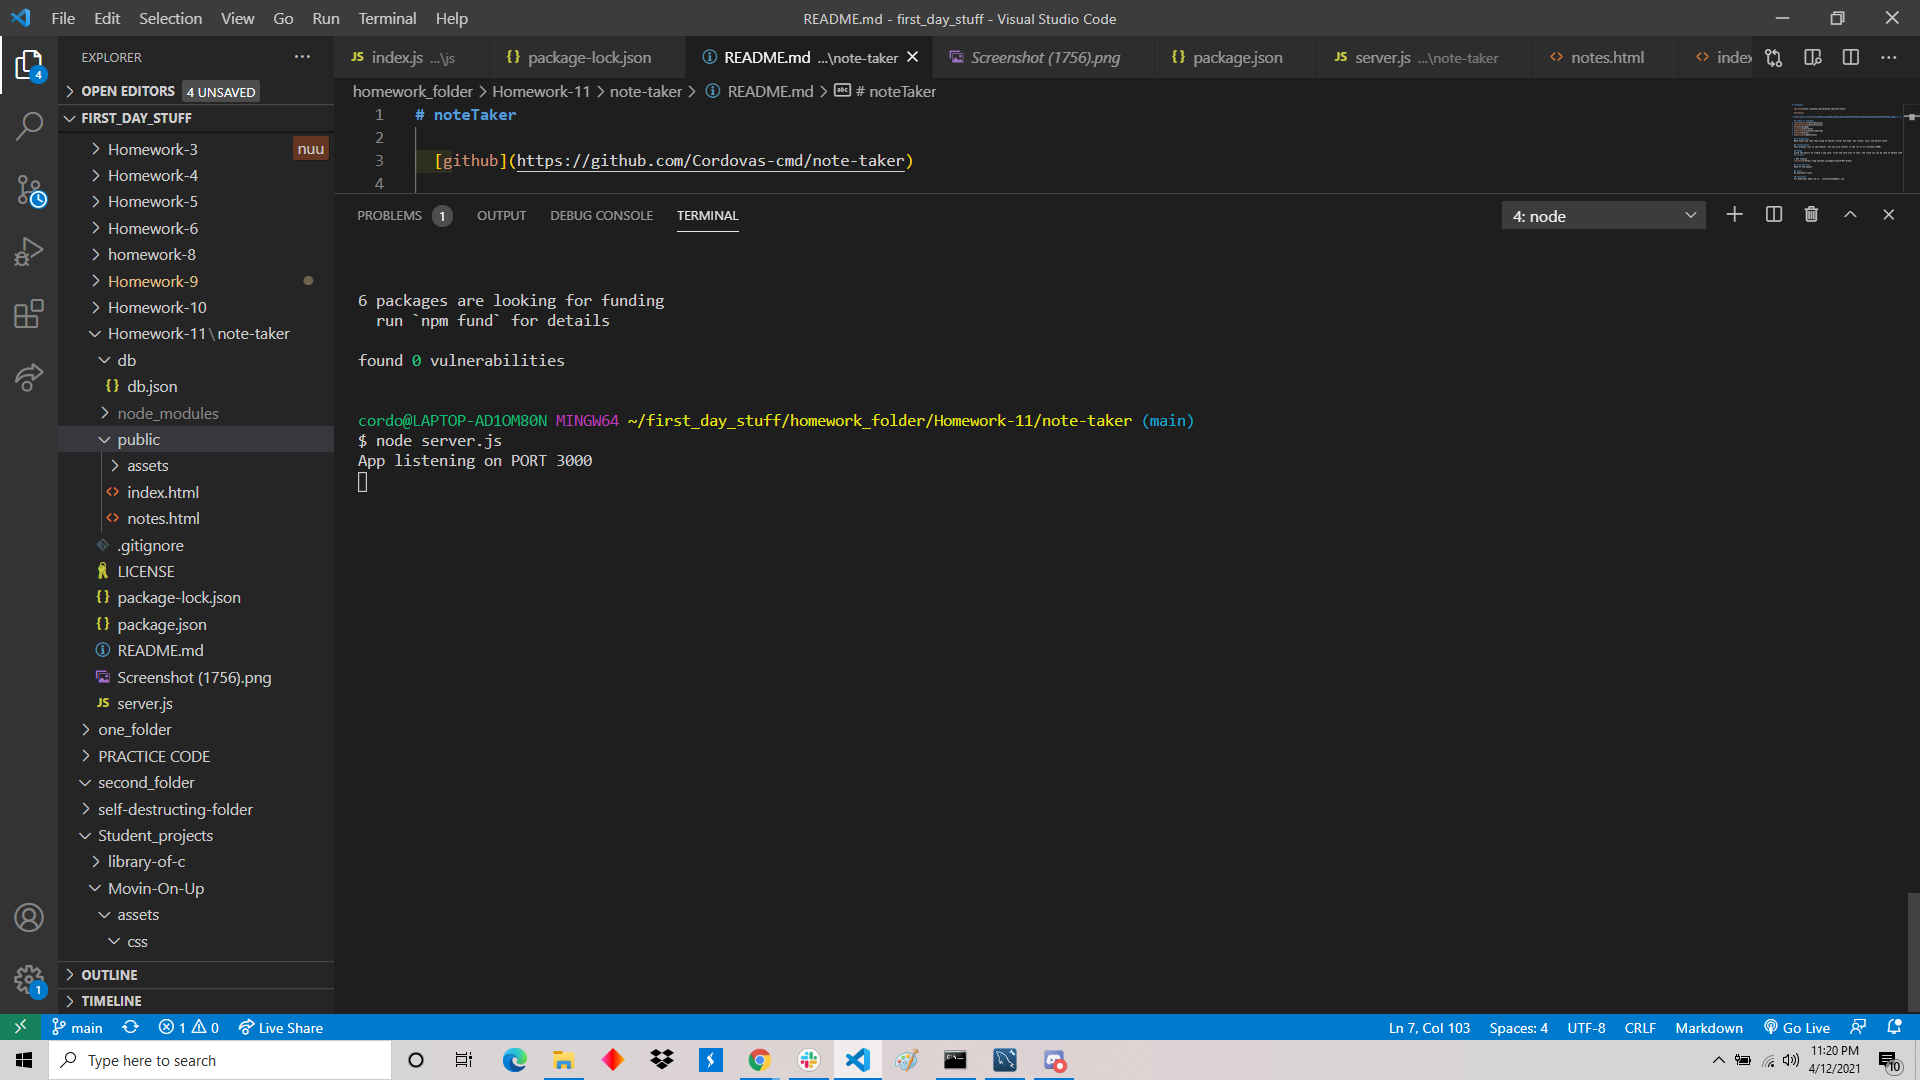 File Edit Selection View Go Run Terminal Help
README.md - first_day_stuff - Visual Studio Code
EXPLORER
OPEN EDITORS 4 UNSAVED
FIRST_DAY_STUFF
Homework-3 nuu
Homework-4
Homework-5
Homework-6
homework-8
Homework-9
Homework-10
Homework-11\note-taker
db
{} db.json
node_modules
public
assets
<> index.html
<> notes.html
.gitignore
LICENSE
{} package-lock.json
{} package.json
README.md
Screenshot (1756).png
JS server.js
one_folder
PRACTICE CODE
second_folder
self-destructing-folder
Student_projects
library-of-c
Movin-On-Up
assets
css
OUTLINE
TIMELINE
4
1
JS index.js ...\js {} package-lock.json README.md ...\note-taker Screenshot (1756).png {} package.json JS server.js ...\note-taker <> notes.html <> index
homework_folder > Homework-11 > note-taker > README.md > abc # noteTaker
1 # noteTaker
2
3 [github](https://github.com/Cordovas-cmd/note-taker)
4
PROBLEMS 1 OUTPUT DEBUG CONSOLE TERMINAL 4: node
6 packages are looking for funding
run `npm fund` for details
found 0 vulnerabilities
cordo@LAPTOP-AD1OM80N MINGW64 ~/first_day_stuff/homework_folder/Homework-11/note-taker (main)
$ node server.js
App listening on PORT 3000
main 1 0 Live Share Ln 7, Col 103 Spaces: 4 UTF-8 CRLF Markdown Go Live
Type here to search
11:20 PM
4/12/2021
10